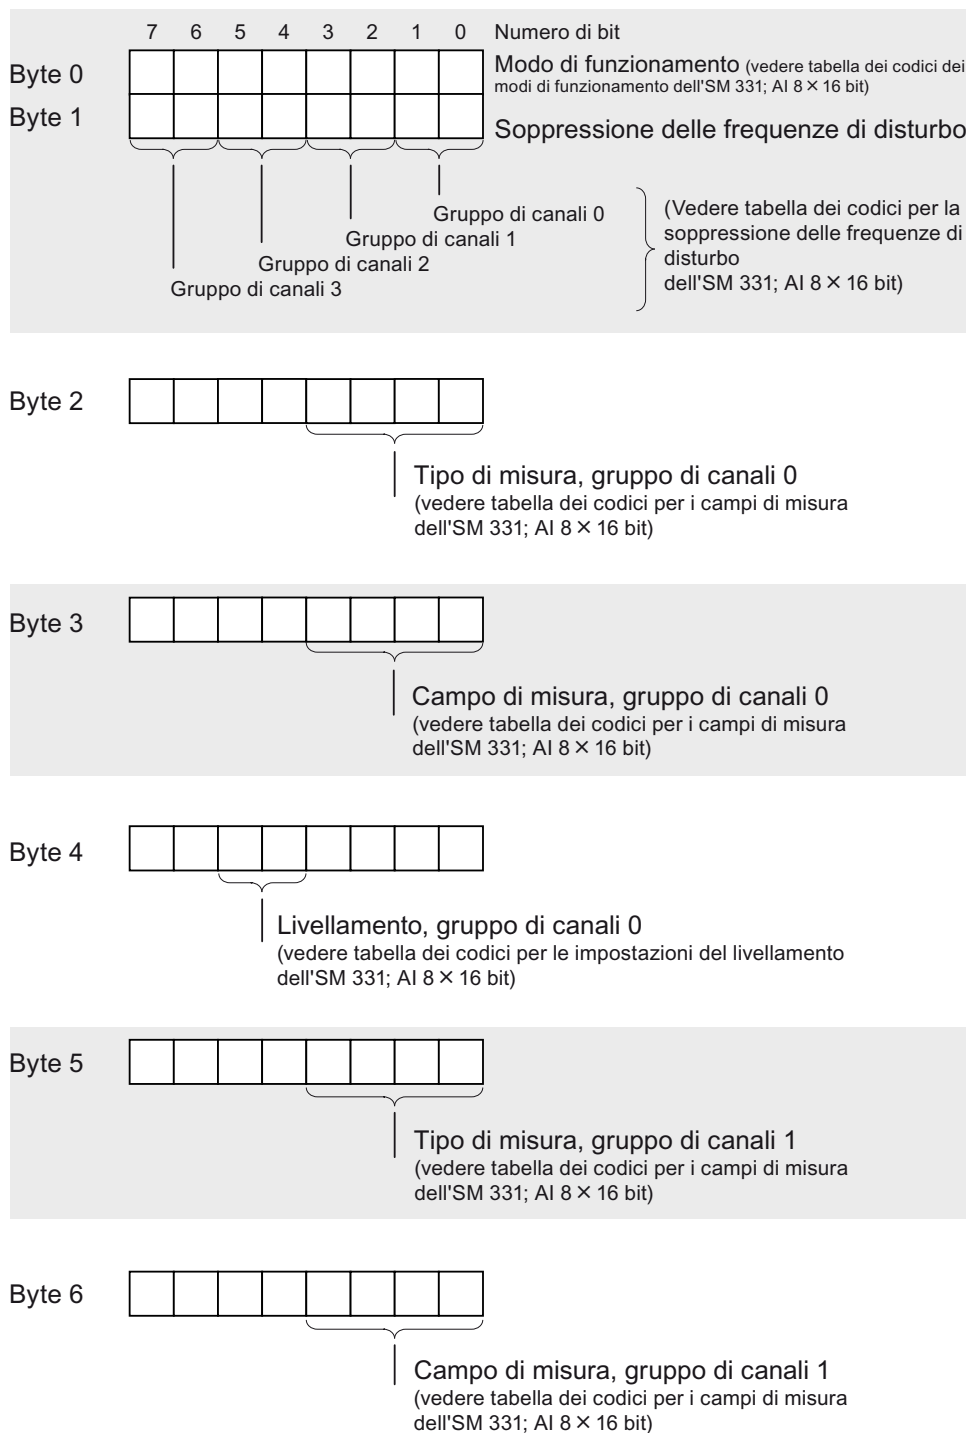 7 6 5 4 3 2 1 0 Numero di bit
Byte 0
Modo di funzionamento (vedere tabella dei codici dei
modi di funzionamento dell'SM 331; AI 8 × 16 bit)
Byte 1
Soppressione delle frequenze di disturbo
Gruppo di canali 0
Gruppo di canali 1
Gruppo di canali 2
Gruppo di canali 3
(Vedere tabella dei codici per la
soppressione delle frequenze di
disturbo
dell'SM 331; AI 8 × 16 bit)
Byte 2
Tipo di misura, gruppo di canali 0
(vedere tabella dei codici per i campi di misura
dell'SM 331; AI 8 × 16 bit)
Byte 3
Campo di misura, gruppo di canali 0
(vedere tabella dei codici per i campi di misura
dell'SM 331; AI 8 × 16 bit)
Byte 4
Livellamento, gruppo di canali 0
(vedere tabella dei codici per le impostazioni del livellamento
dell'SM 331; AI 8 × 16 bit)
Byte 5
Tipo di misura, gruppo di canali 1
(vedere tabella dei codici per i campi di misura
dell'SM 331; AI 8 × 16 bit)
Byte 6
Campo di misura, gruppo di canali 1
(vedere tabella dei codici per i campi di misura
dell'SM 331; AI 8 × 16 bit)